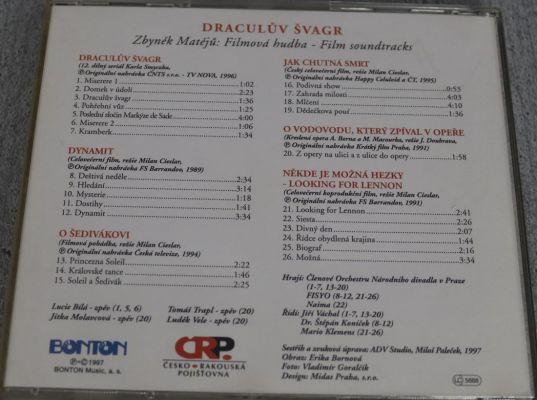 DRACULŮV ŠVAGR
Zbyněk Matějů: Filmová hudba - Film soundtracks
DRACULŮV ŠVAGR
(12. dílný seriál Karla Smyczka,
Ⓟ Originální nahrávka ČNTS s.r.o. - TV NOVA, 1996)
1. Miserere 1 1:02
2. Domek v údolí 2:23
3. Draculův švagr 1:36
4. Pohřební vůz 1:25
5. Poslední zločin Markýze de Sade 4:00
6. Miserere 2 1:06
7. Kramberk 1:34
DYNAMIT
(Celovečerní film, režie Milan Cieslar,
Ⓟ Originální nahrávka FS Barrandov, 1989)
8. Deštivá neděle 2:34
9. Hledání 3:14
10. Mysterie 1:18
11. Dostihy 1:41
12. Dynamit 2:34
O ŠEDIVÁKOVI
(Filmová pohádka, režie Milan Cieslar,
Ⓟ Originální nahrávka Česká televize, 1994)
13. Princezna Soleil 2:22
14. Královské tance 1:46
15. Soleil a Šedivák 2:25
Lucie Bílá - zpěv (1, 5, 6)
Jitka Molavcová - zpěv (20)
Tomáš Trapl - zpěv (20)
Luděk Vele - zpěv (20)
BONTON
Ⓟ-©1997
BONTON Music, a. s.
ČRP
ČESKO-RAKOUSKÁ
POJIŠŤOVNA
JAK CHUTNÁ SMRT
(Český celovečerní film, režie Milan Cieslar,
Ⓟ Originální nahrávka Happy Celluloid a ČT, 1995)
16. Podivná show 0:53
17. Zahrada milostí 4:03
18. Mlčení 4:10
19. Dědečkova pouť 1:36
O VODOVODU, KTERÝ ZPÍVAL V OPEŘE
(Kreslená opera A. Borna a M. Macourka, režie J. Doubrava,
Ⓟ Originální nahrávka Krátký film Praha, 1991)
20. Z opery na ulici a z ulice do opery 1:58
NĚKDE JE MOŽNÁ HEZKY
- LOOKING FOR LENNON
(Celovečerní koprodukční film, režie Milan Cieslar,
Ⓟ Originální nahrávka FS Barrandov, 1991)
21. Looking for Lennon 2:41
22. Siesta 2:26
23. Divný den 2:07
24. Řídce obydlená krajina 1:44
25. Biograf 2:16
26. Možná 3:34
Hrají: Členové Orchestru Národního divadla v Praze
(1-7, 13-20)
FISYO (8-12, 21-26)
Naima (22)
Řídí: Jiří Váchal (1-7, 13-20)
Dr. Štěpán Koníček (8-12)
Mario Klemens (21-26)
Sestřih a zvuková úprava: ADV Studio, Miloš Paleček, 1997
Obraz: Erika Bornová
Foto: Vladimír Goralčík
Design: Midas Praha, s.r.o.
LC 5888